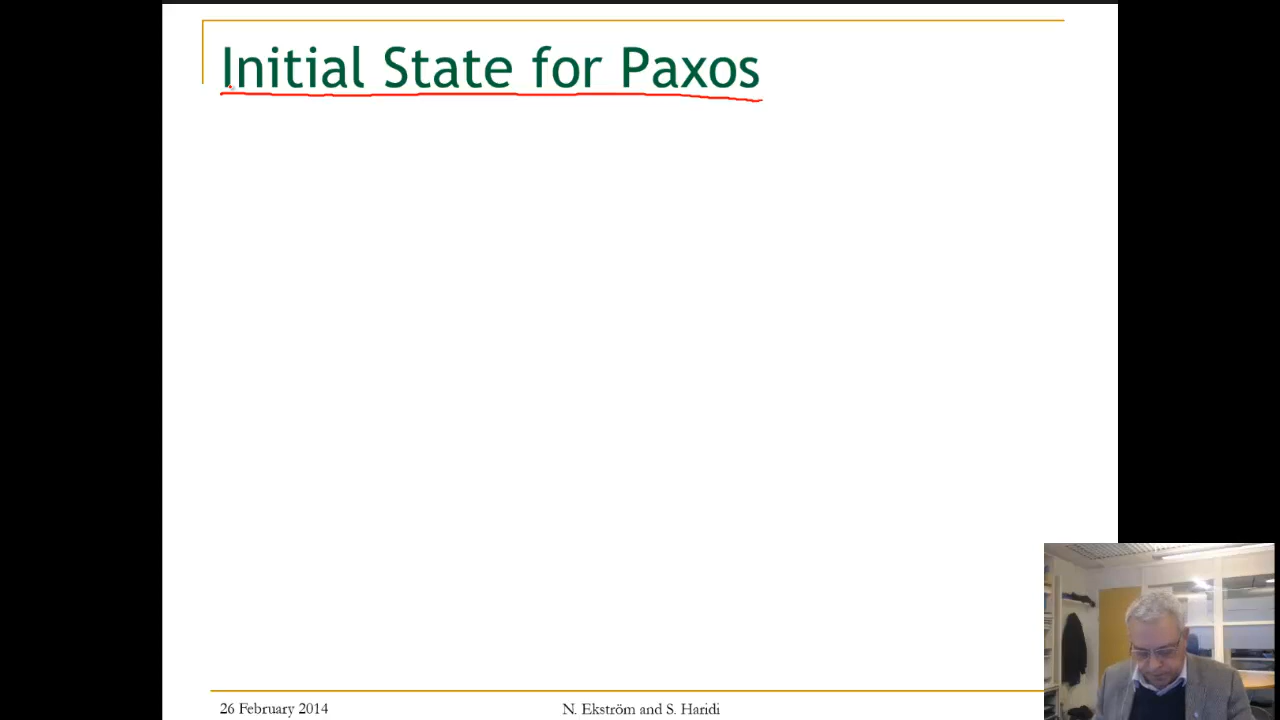 Initial State for Paxos
26 February 2014
N. Ekström and S. Haridi